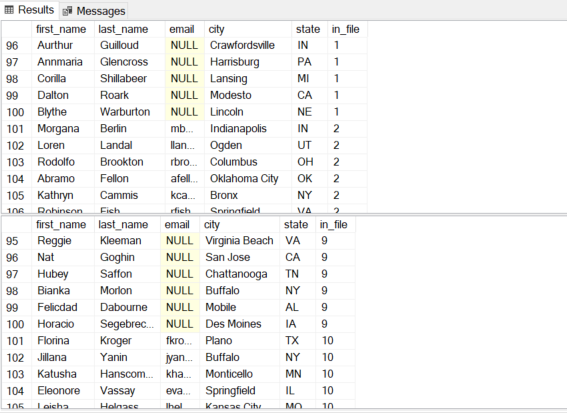 Results Messages
first_name last_name email city state in_file
96 Aurthur Guilloud NULL Crawfordsville IN 1
97 Annmaria Glencross NULL Harrisburg PA 1
98 Corilla Shillabeer NULL Lansing MI 1
99 Dalton Roark NULL Modesto CA 1
100 Blythe Warburton NULL Lincoln NE 1
101 Morgana Berlin mb... Indianapolis IN 2
102 Loren Landal llan... Ogden UT 2
103 Rodolfo Brookton rbro... Columbus OH 2
104 Abramo Fellon afell... Oklahoma City OK 2
105 Kathryn Cammis kca... Bronx NY 2
106 Robinson Fish rfish Springfield VA 2
first_name last_name email city state in_file
95 Reggie Kleeman NULL Virginia Beach VA 9
96 Nat Goghin NULL San Jose CA 9
97 Hubey Saffon NULL Chattanooga TN 9
98 Bianka Morlon NULL Buffalo NY 9
99 Felicdad Dabourne NULL Mobile AL 9
100 Horacio Segebrec... NULL Des Moines IA 9
101 Florina Kroger fkro... Plano TX 10
102 Jillana Yanin jyan... Buffalo NY 10
103 Katusha Hanscom... kha... Monticello MN 10
104 Eleonore Vassay eva... Springfield IL 10
105 Leisha Helgass lhel Kansas City MO 10